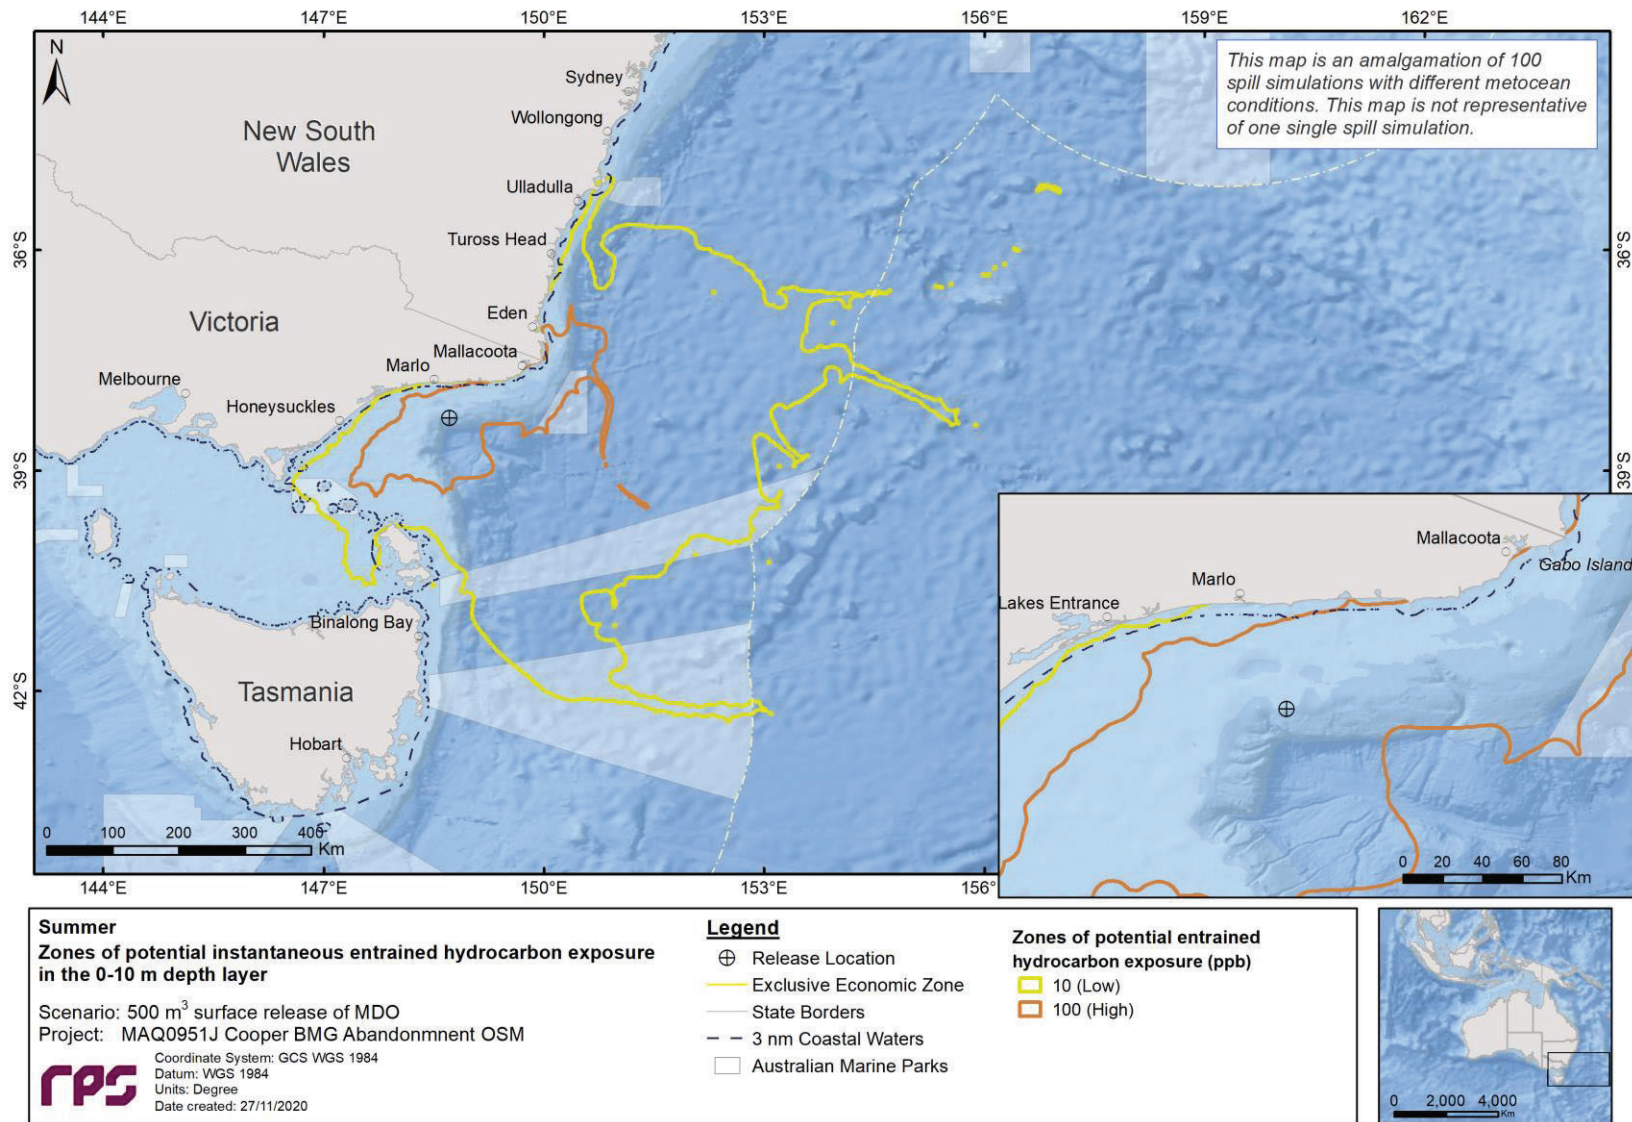 144°E 147°E 150°E 153°E 156°E 159°E 162°E
N
This map is an amalgamation of 100
spill simulations with different metocean
conditions. This map is not representative
of one single spill simulation.
Sydney
Wollongong
New South
Wales
Ulladulla
Tuross Head
36°S 36°S
Eden
Victoria
Mallacoota
Marlo
Melbourne
Honeysuckles
39°S 39°S
Mallacoota
Gabo Island
Marlo
Lakes Entrance
Binalong Bay
Tasmania
42°S
Hobart
0 100 200 300 400
Km
0 20 40 60 80
Km
144°E 147°E 150°E 153°E 156°E
Summer
Zones of potential instantaneous entrained hydrocarbon exposure
in the 0-10 m depth layer
Scenario: 500 m³ surface release of MDO
Project: MAQ0951J Cooper BMG Abandonmnent OSM
rps
Coordinate System: GCS WGS 1984
Datum: WGS 1984
Units: Degree
Date created: 27/11/2020
Legend
Release Location
Exclusive Economic Zone
State Borders
3 nm Coastal Waters
Australian Marine Parks
Zones of potential entrained
hydrocarbon exposure (ppb)
10 (Low)
100 (High)
0 2,000 4,000
Km